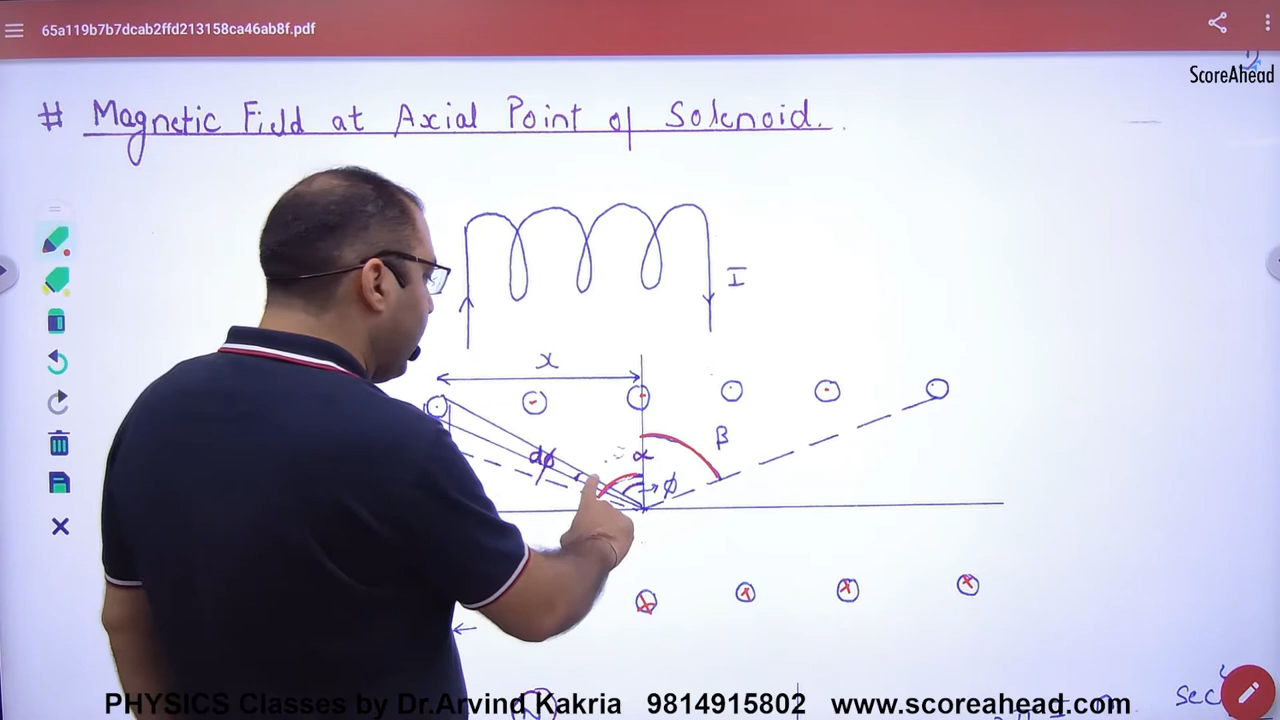 65a119b7b7dcab2ffd213158ca46ab8f.pdf
ScoreAhead
# Magnetic Field at Axial Point of Solenoid.
I
x
β
dφ
α
φ
N
sec
PHYSICS Classes by Dr.Arvind Kakria 9814915802 www.scoreahead.com